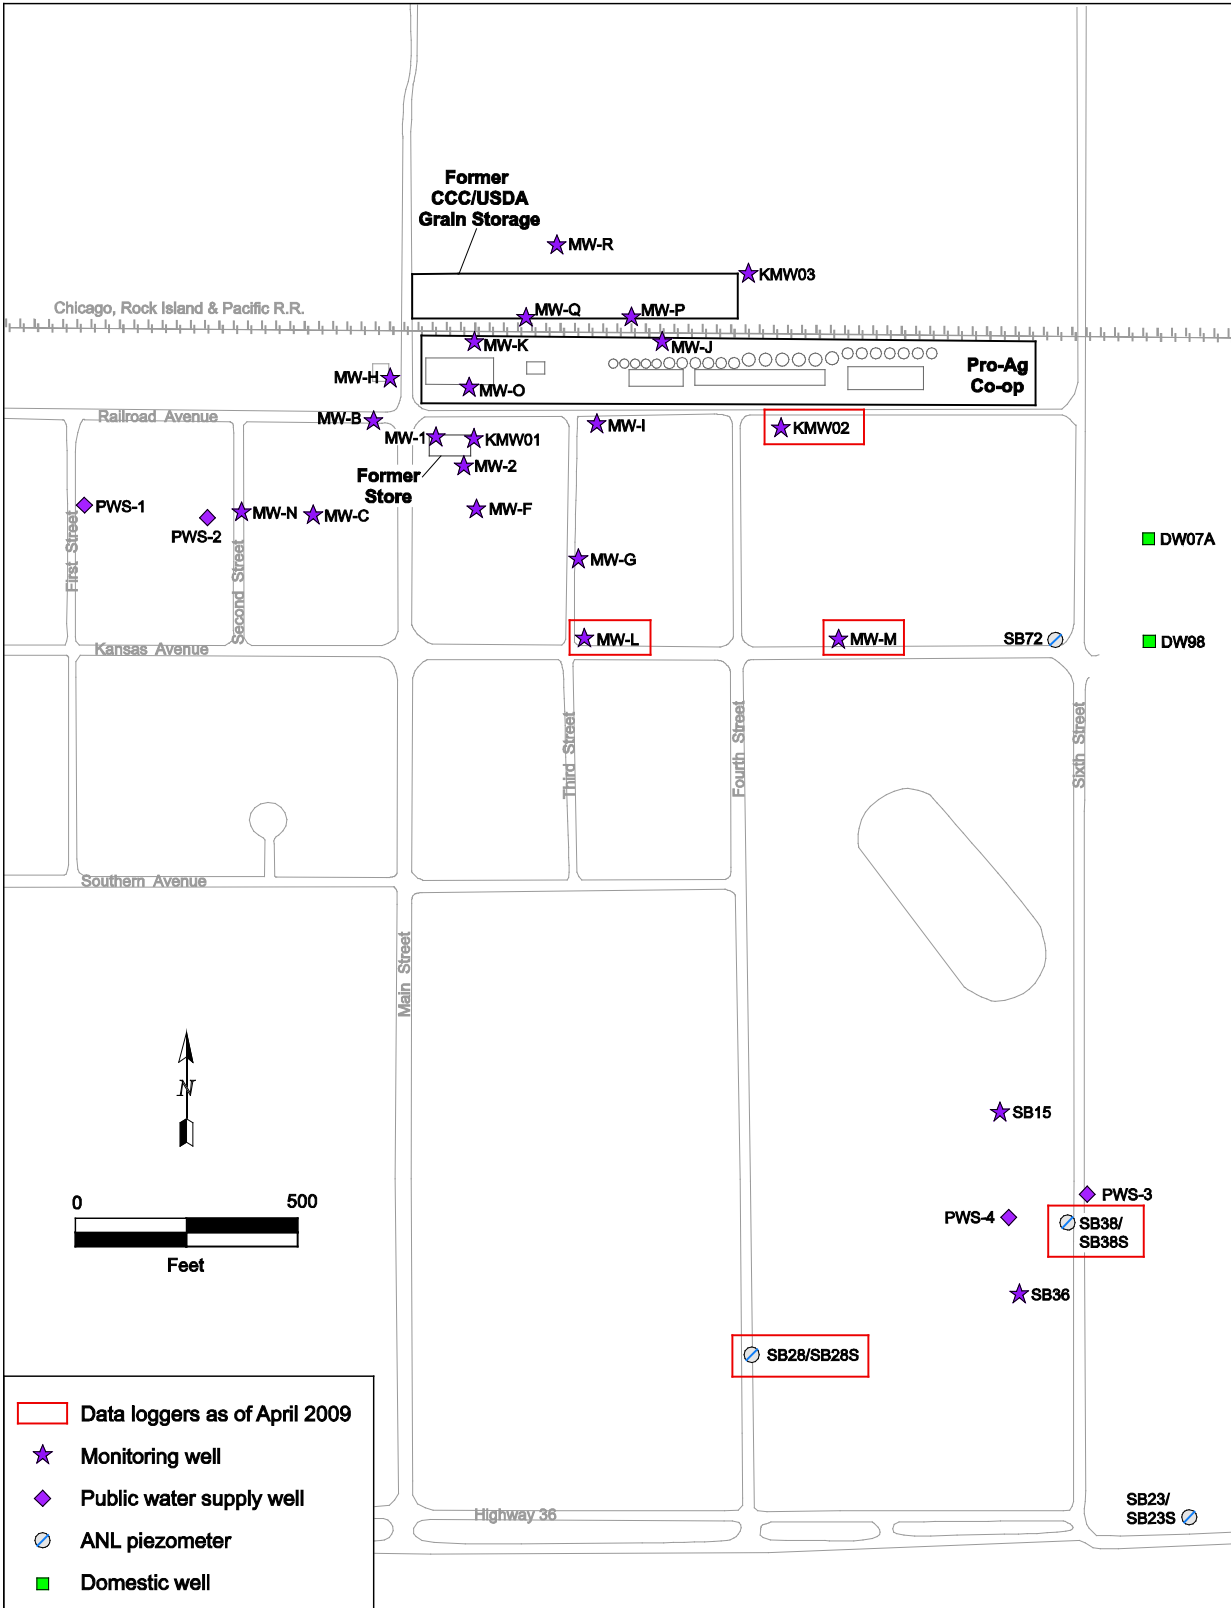 Former
CCC/USDA
Grain Storage
MW-R
KMW03
Chicago, Rock Island & Pacific R.R.
MW-Q
MW-P
MW-K
MW-J
Pro-Ag
Co-op
MW-H
MW-O
Railroad Avenue
MW-B
MW-I
KMW02
MW-1
KMW01
MW-2
Former
Store
PWS-1
PWS-2
MW-N
MW-C
MW-F
First Street
Second Street
DW07A
MW-G
MW-L
MW-M
SB72
DW98
Kansas Avenue
Third Street
Fourth Street
Sixth Street
Southern Avenue
Main Street
N
SB15
0
500
Feet
PWS-3
PWS-4
SB38/
SB38S
SB36
SB28/SB28S
Data loggers as of April 2009
Monitoring well
Public water supply well
ANL piezometer
Domestic well
Highway 36
SB23/
SB23S